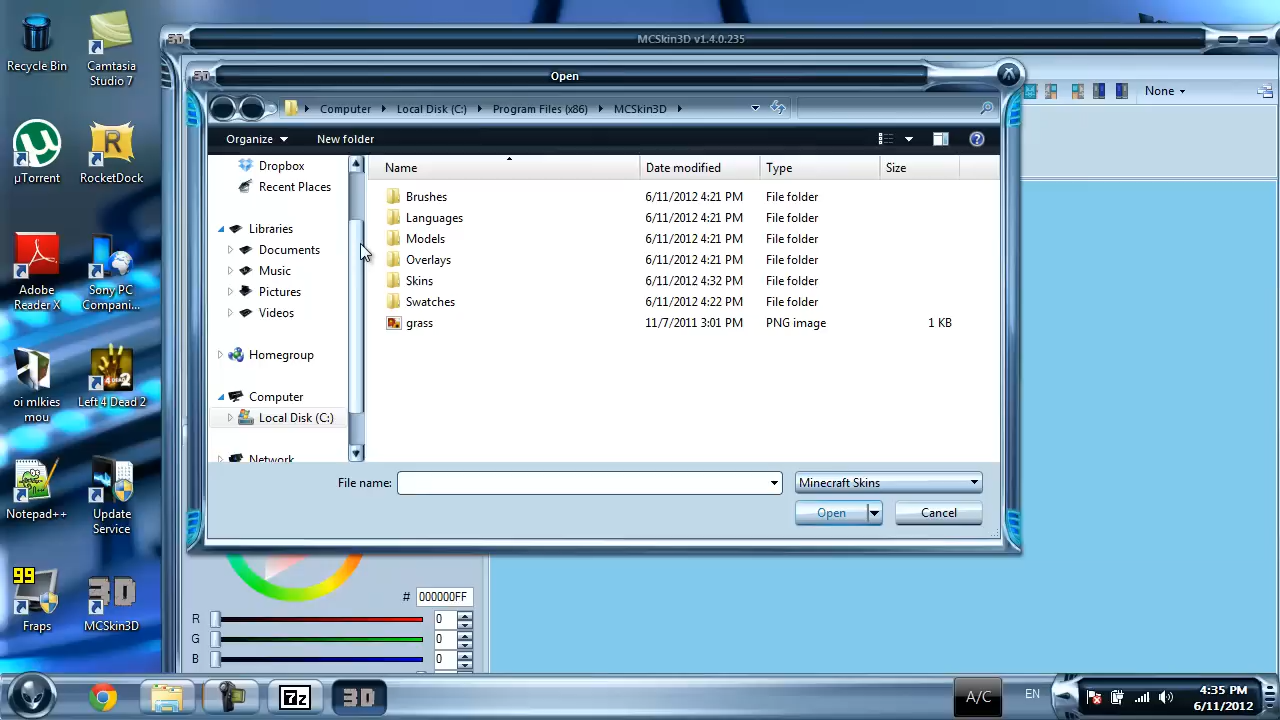 Recycle Bin
Camtasia
Studio 7
µTorrent
RocketDock
Adobe
Reader X
Sony PC
Compani...
oi mlkies
mou
Left 4 Dead 2
Notepad++
Update
Service
99
Fraps
3D
MCSkin3D
3D
MCSkin3D v1.4.0.235
None
3D
Open
Computer
Local Disk (C:)
Program Files (x86)
MCSkin3D
Organize
New folder
Dropbox
Recent Places
Libraries
Documents
Music
Pictures
Videos
Homegroup
Computer
Local Disk (C:)
Network
Name
Date modified
Type
Size
Brushes 6/11/2012 4:21 PM File folder
Languages 6/11/2012 4:21 PM File folder
Models 6/11/2012 4:21 PM File folder
Overlays 6/11/2012 4:21 PM File folder
Skins 6/11/2012 4:32 PM File folder
Swatches 6/11/2012 4:22 PM File folder
grass 11/7/2011 3:01 PM PNG image 1 KB
File name:
Minecraft Skins
Open
Cancel
# 000000FF
R 0
G 0
B 0
7z
3D
A/C
EN
4:35 PM
6/11/2012